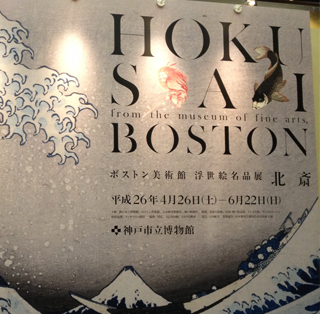 HOKU
SAI
from the museum of fine arts,
BOSTON
ボストン美術館 浮世絵名品展 北斎
平成26年4月26日(土)–6月22日(日)
神戸市立博物館